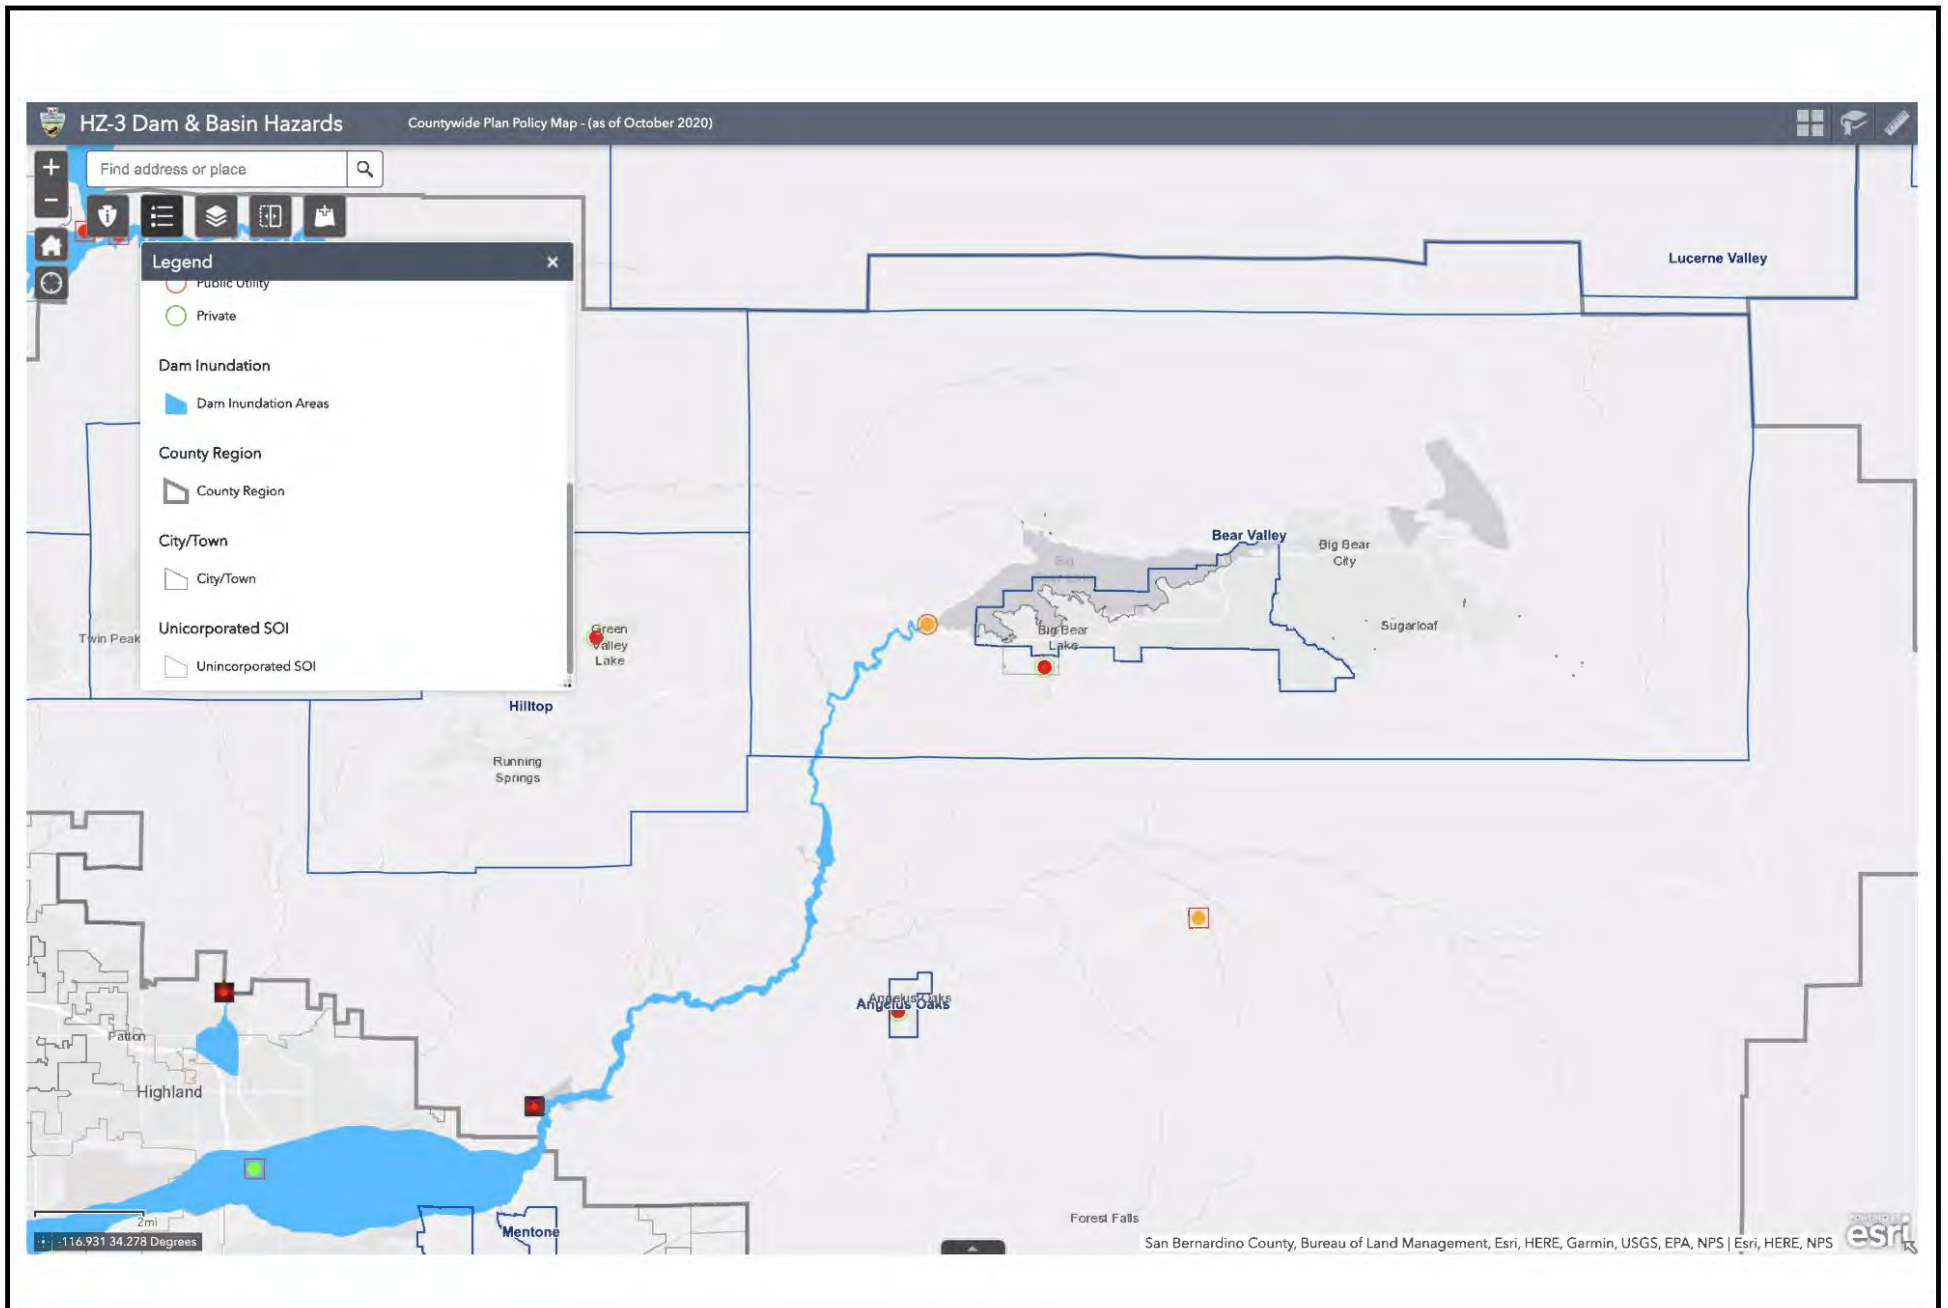 HZ-3 Dam & Basin Hazards
Countywide Plan Policy Map - (as of October 2020)
+
Find address or place
−
Legend
×
Public Utility
Private
Dam Inundation
Dam Inundation Areas
County Region
County Region
City/Town
City/Town
Unicorporated SOI
Unincorporated SOI
Lucerne Valley
Bear Valley
Big Bear
City
Big
Big Bear
Lake
Sugarloaf
Twin Peak
Green
Valley
Lake
Hilltop
Running
Springs
Angelus Oaks
Angelus Oaks
Patton
Highland
Mentone
Forest Falls
2mi
-116.931 34.278 Degrees
San Bernardino County, Bureau of Land Management, Esri, HERE, Garmin, USGS, EPA, NPS | Esri, HERE, NPS
esri